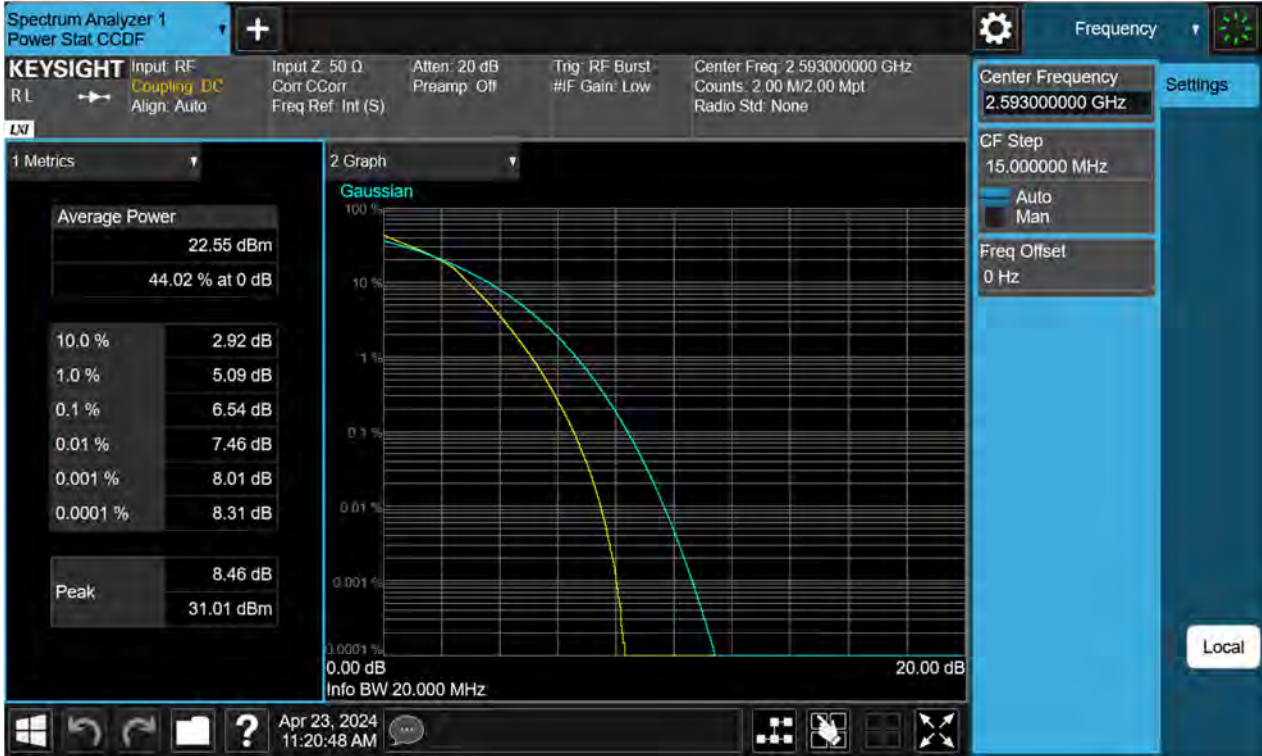 Spectrum Analyzer 1
Power Stat CCDF
+
Frequency
KEYSIGHT
R L
LXI
Input: RF
Coupling: DC
Align: Auto
Input Z: 50 Ω
Corr CCorr
Freq Ref: Int (S)
Atten: 20 dB
Preamp: Off
Trig: RF Burst
#IF Gain: Low
Center Freq: 2.593000000 GHz
Counts: 2.00 M/2.00 Mpt
Radio Std: None
1 Metrics
Average Power
22.55 dBm
44.02 % at 0 dB
10.0 % 2.92 dB
1.0 % 5.09 dB
0.1 % 6.54 dB
0.01 % 7.46 dB
0.001 % 8.01 dB
0.0001 % 8.31 dB
Peak
8.46 dB
31.01 dBm
2 Graph
Gaussian
100 %
10 %
1 %
0.1 %
0.01 %
0.001 %
0.0001 %
0.00 dB 20.00 dB
Info BW 20.000 MHz
Center Frequency
2.593000000 GHz
CF Step
15.000000 MHz
Auto
Man
Freq Offset
0 Hz
Settings
Local
?
Apr 23, 2024
11:20:48 AM